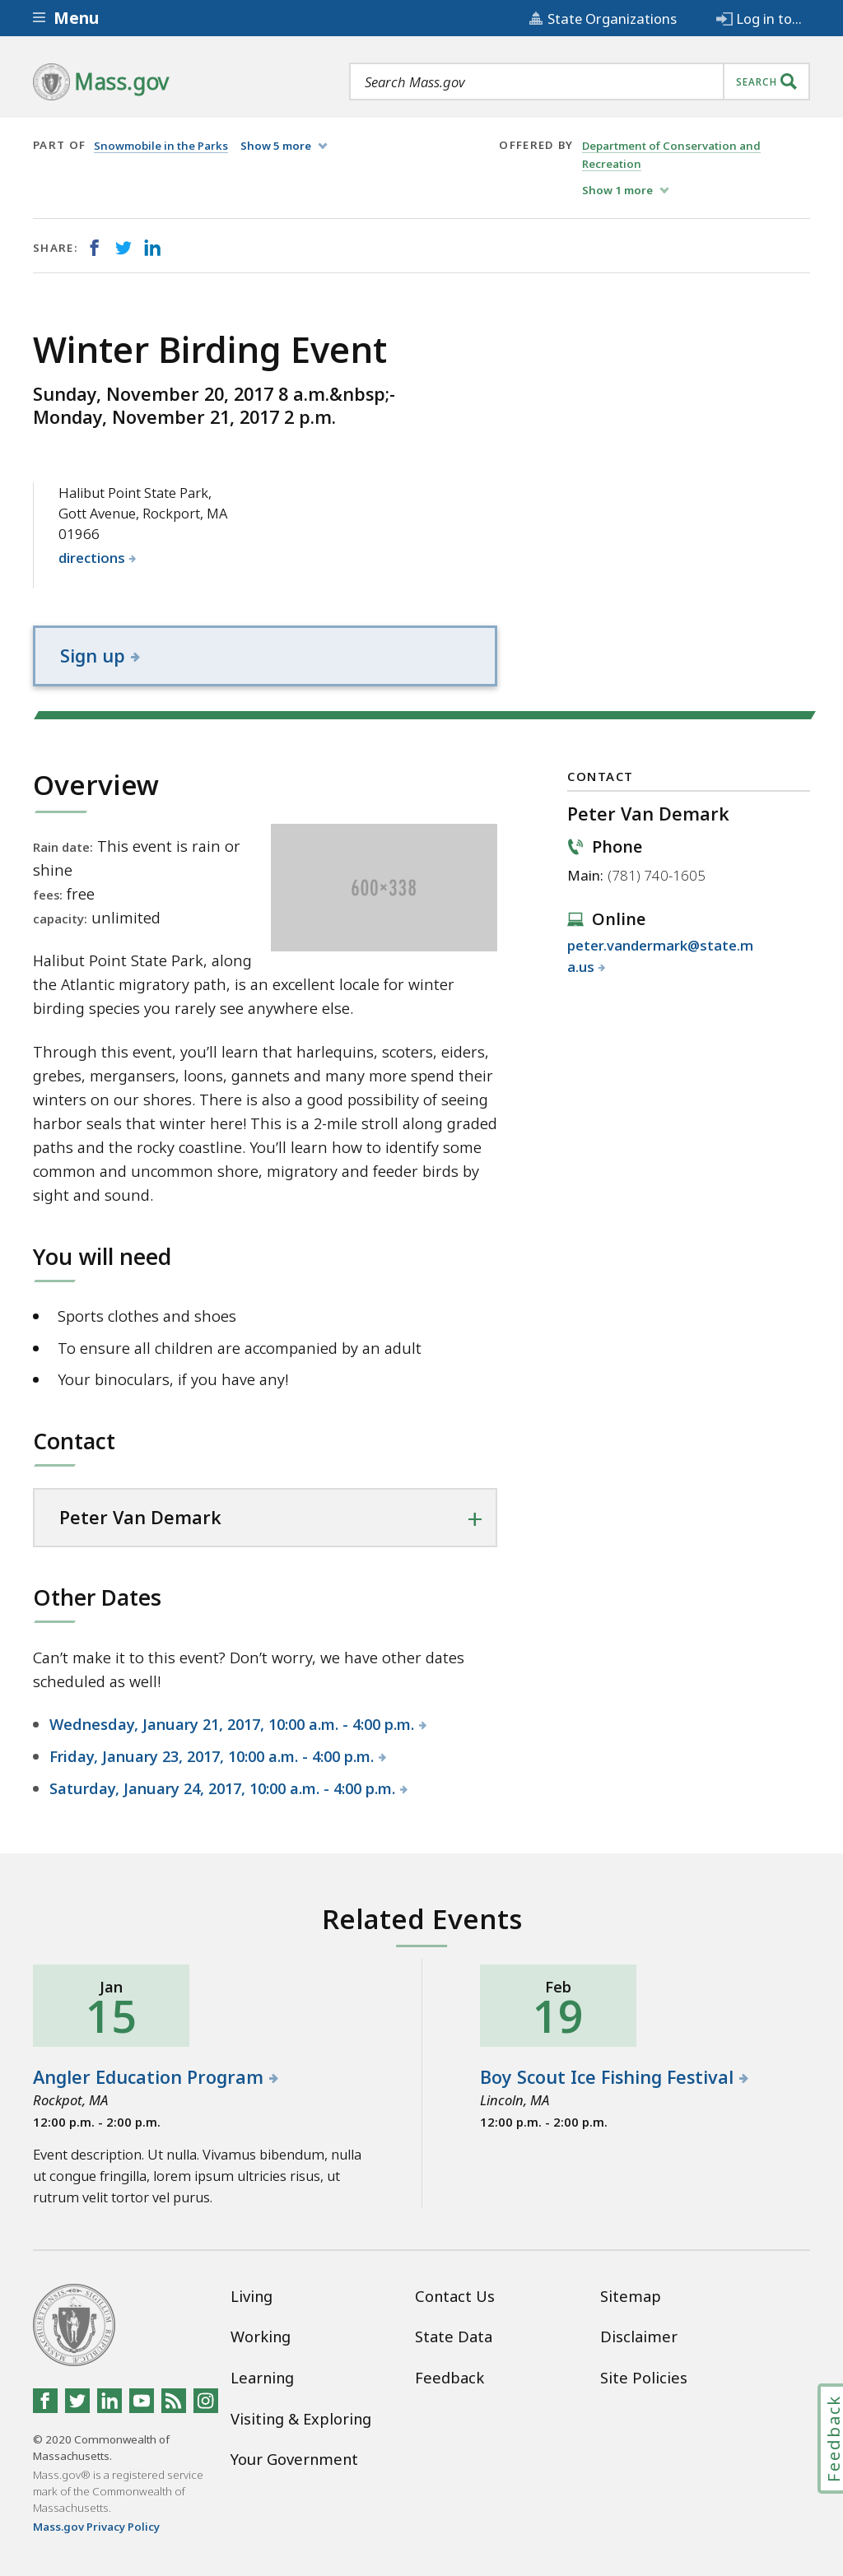 Menu
State Organizations
Log in to...
Mass.gov
Search Mass.gov
SEARCH
PART OF
Snowmobile in the Parks
Show 5 more
OFFERED BY
Department of Conservation and
Recreation
Show 1 more
SHARE:
Winter Birding Event
Sunday, November 20, 2017 8 a.m.&nbsp;-
Monday, November 21, 2017 2 p.m.
Halibut Point State Park,
Gott Avenue, Rockport, MA
01966
directions
Sign up
Overview
Rain date: This event is rain or
shine
fees: free
capacity: unlimited
600×338
Halibut Point State Park, along
the Atlantic migratory path, is an excellent locale for winter
birding species you rarely see anywhere else.
Through this event, you’ll learn that harlequins, scoters, eiders,
grebes, mergansers, loons, gannets and many more spend their
winters on our shores. There is also a good possibility of seeing
harbor seals that winter here! This is a 2-mile stroll along graded
paths and the rocky coastline. You’ll learn how to identify some
common and uncommon shore, migratory and feeder birds by
sight and sound.
You will need
Sports clothes and shoes
To ensure all children are accompanied by an adult
Your binoculars, if you have any!
Contact
Peter Van Demark
Other Dates
Can’t make it to this event? Don’t worry, we have other dates
scheduled as well!
Wednesday, January 21, 2017, 10:00 a.m. - 4:00 p.m.
Friday, January 23, 2017, 10:00 a.m. - 4:00 p.m.
Saturday, January 24, 2017, 10:00 a.m. - 4:00 p.m.
CONTACT
Peter Van Demark
Phone
Main: (781) 740-1605
Online
peter.vandermark@state.m
a.us
Related Events
Jan
15
Angler Education Program
Rockpot, MA
12:00 p.m. - 2:00 p.m.
Event description. Ut nulla. Vivamus bibendum, nulla
ut congue fringilla, lorem ipsum ultricies risus, ut
rutrum velit tortor vel purus.
Feb
19
Boy Scout Ice Fishing Festival
Lincoln, MA
12:00 p.m. - 2:00 p.m.
Living
Working
Learning
Visiting & Exploring
Your Government
Contact Us
State Data
Feedback
Sitemap
Disclaimer
Site Policies
© 2020 Commonwealth of
Massachusetts.
Mass.gov® is a registered service
mark of the Commonwealth of
Massachusetts.
Mass.gov Privacy Policy
Feedback